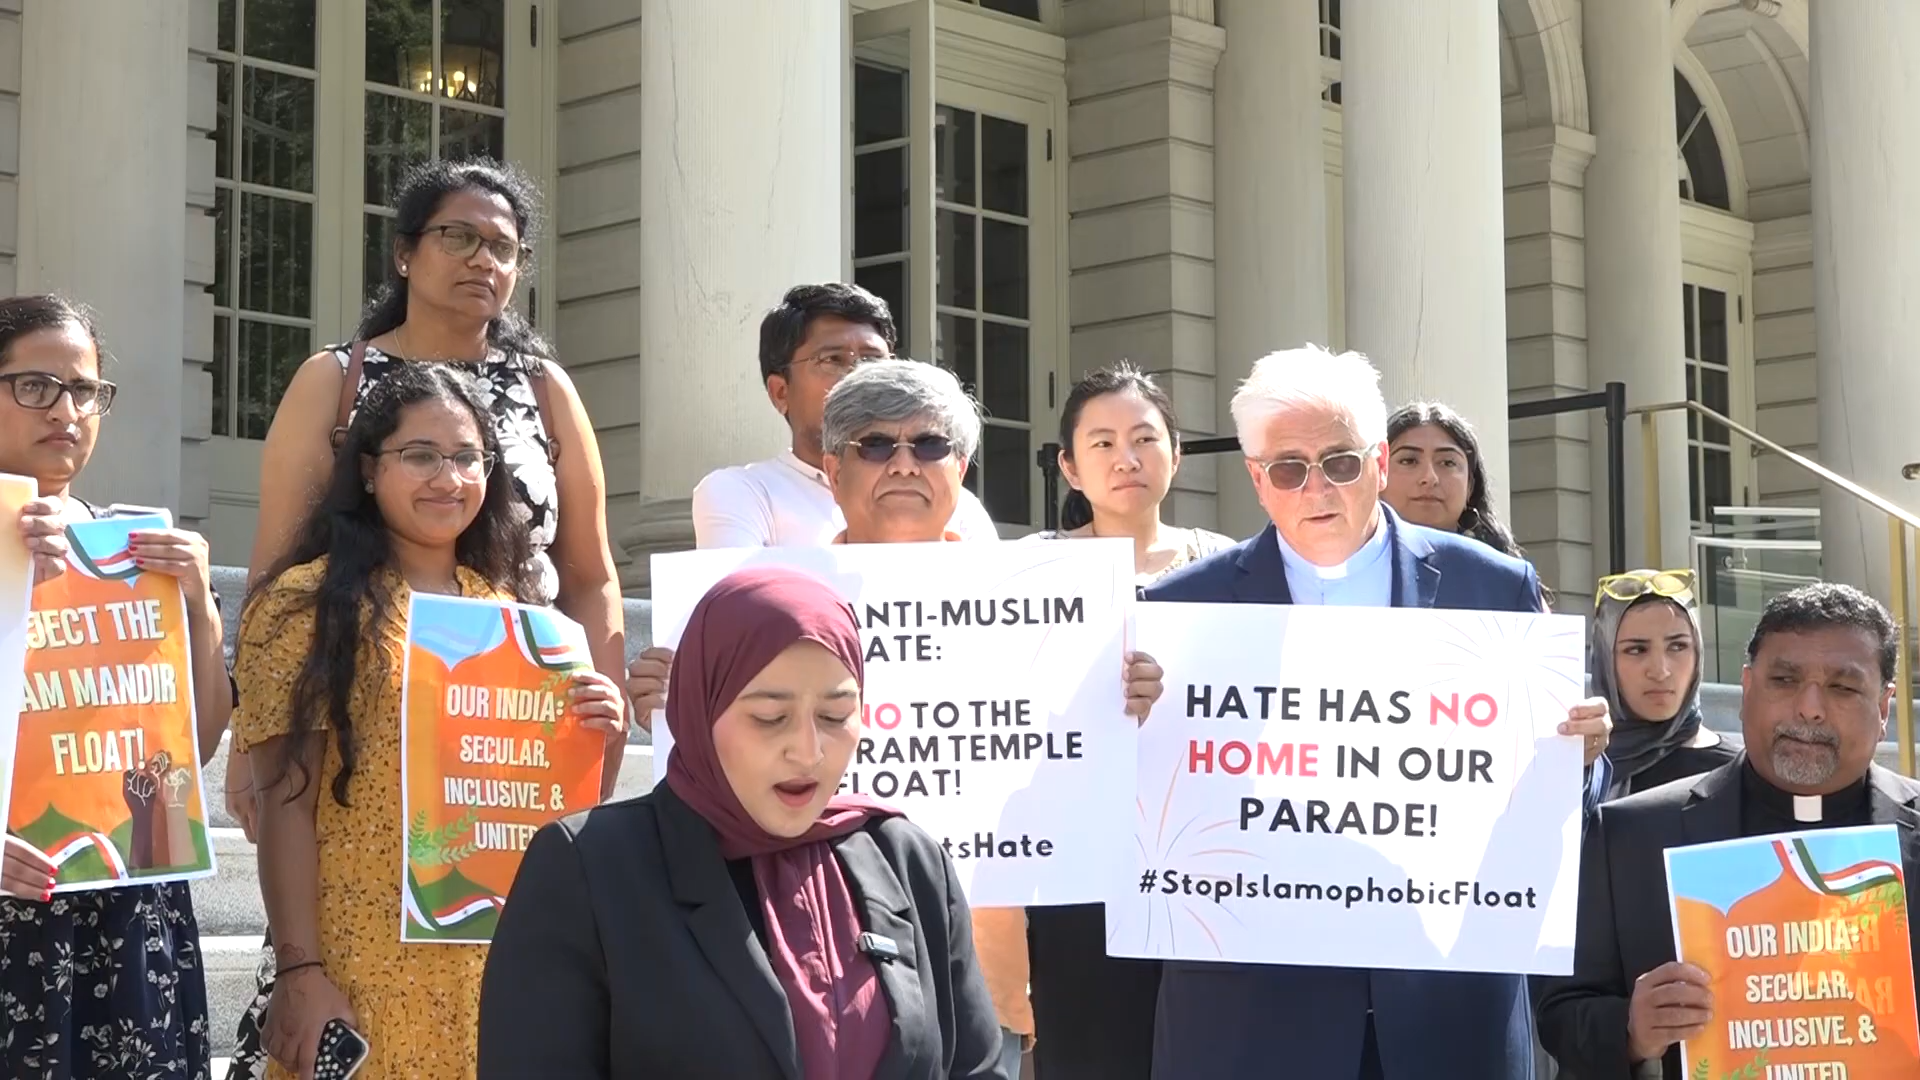 JECT THE
AM MANDIR
FLOAT!
OUR INDIA:
SECULAR,
INCLUSIVE, &
UNITED
ANTI-MUSLIM
ATE:
NO TO THE
RAM TEMPLE
FLOAT!
tsHate
HATE HAS NO
HOME IN OUR
PARADE!
#StopIslamophobicFloat
OUR INDIA:
SECULAR,
INCLUSIVE, &
UNITED